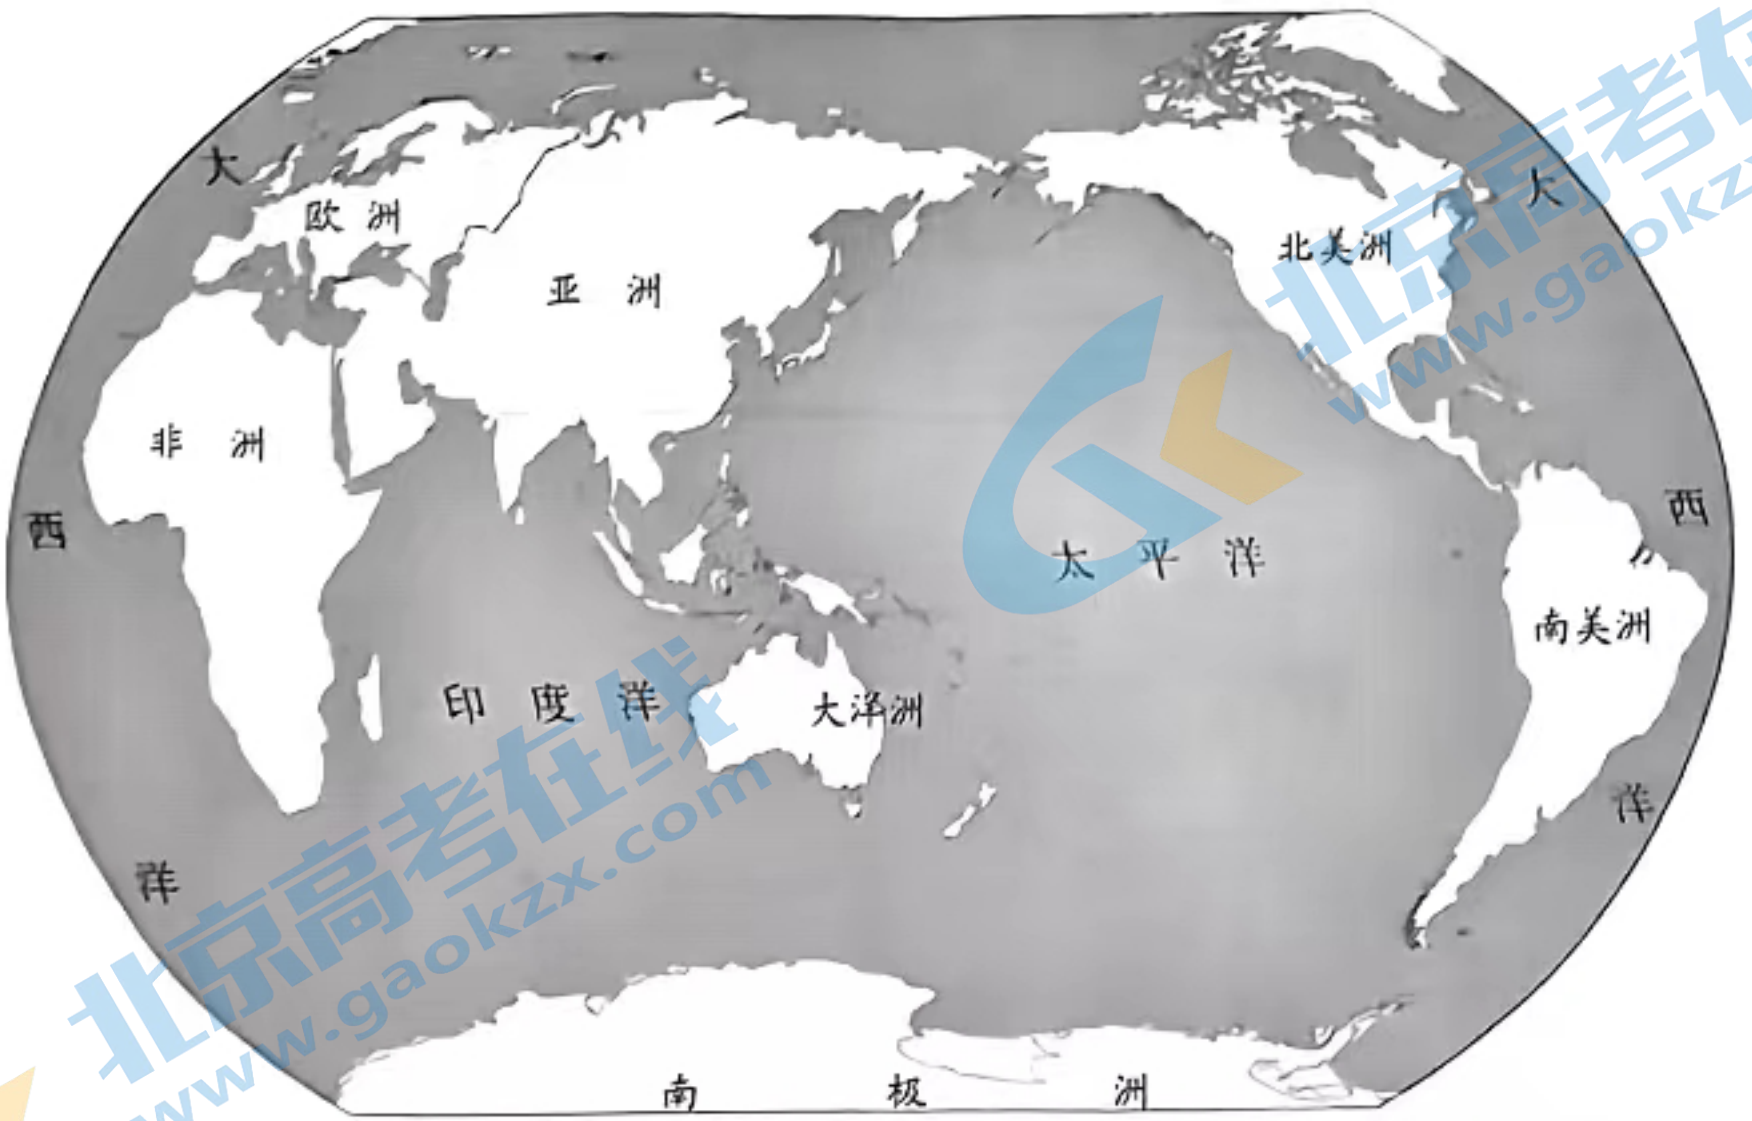 大
大
欧洲
北美洲
亚洲
非洲
西
西
太平洋
南美洲
印度洋
大洋洲
洋
洋
南极洲
北京高考在线
www.gaokzx.com
北京高考在
www.gaokzx